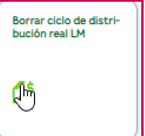 Borrar ciclo de distri-
bución real LM